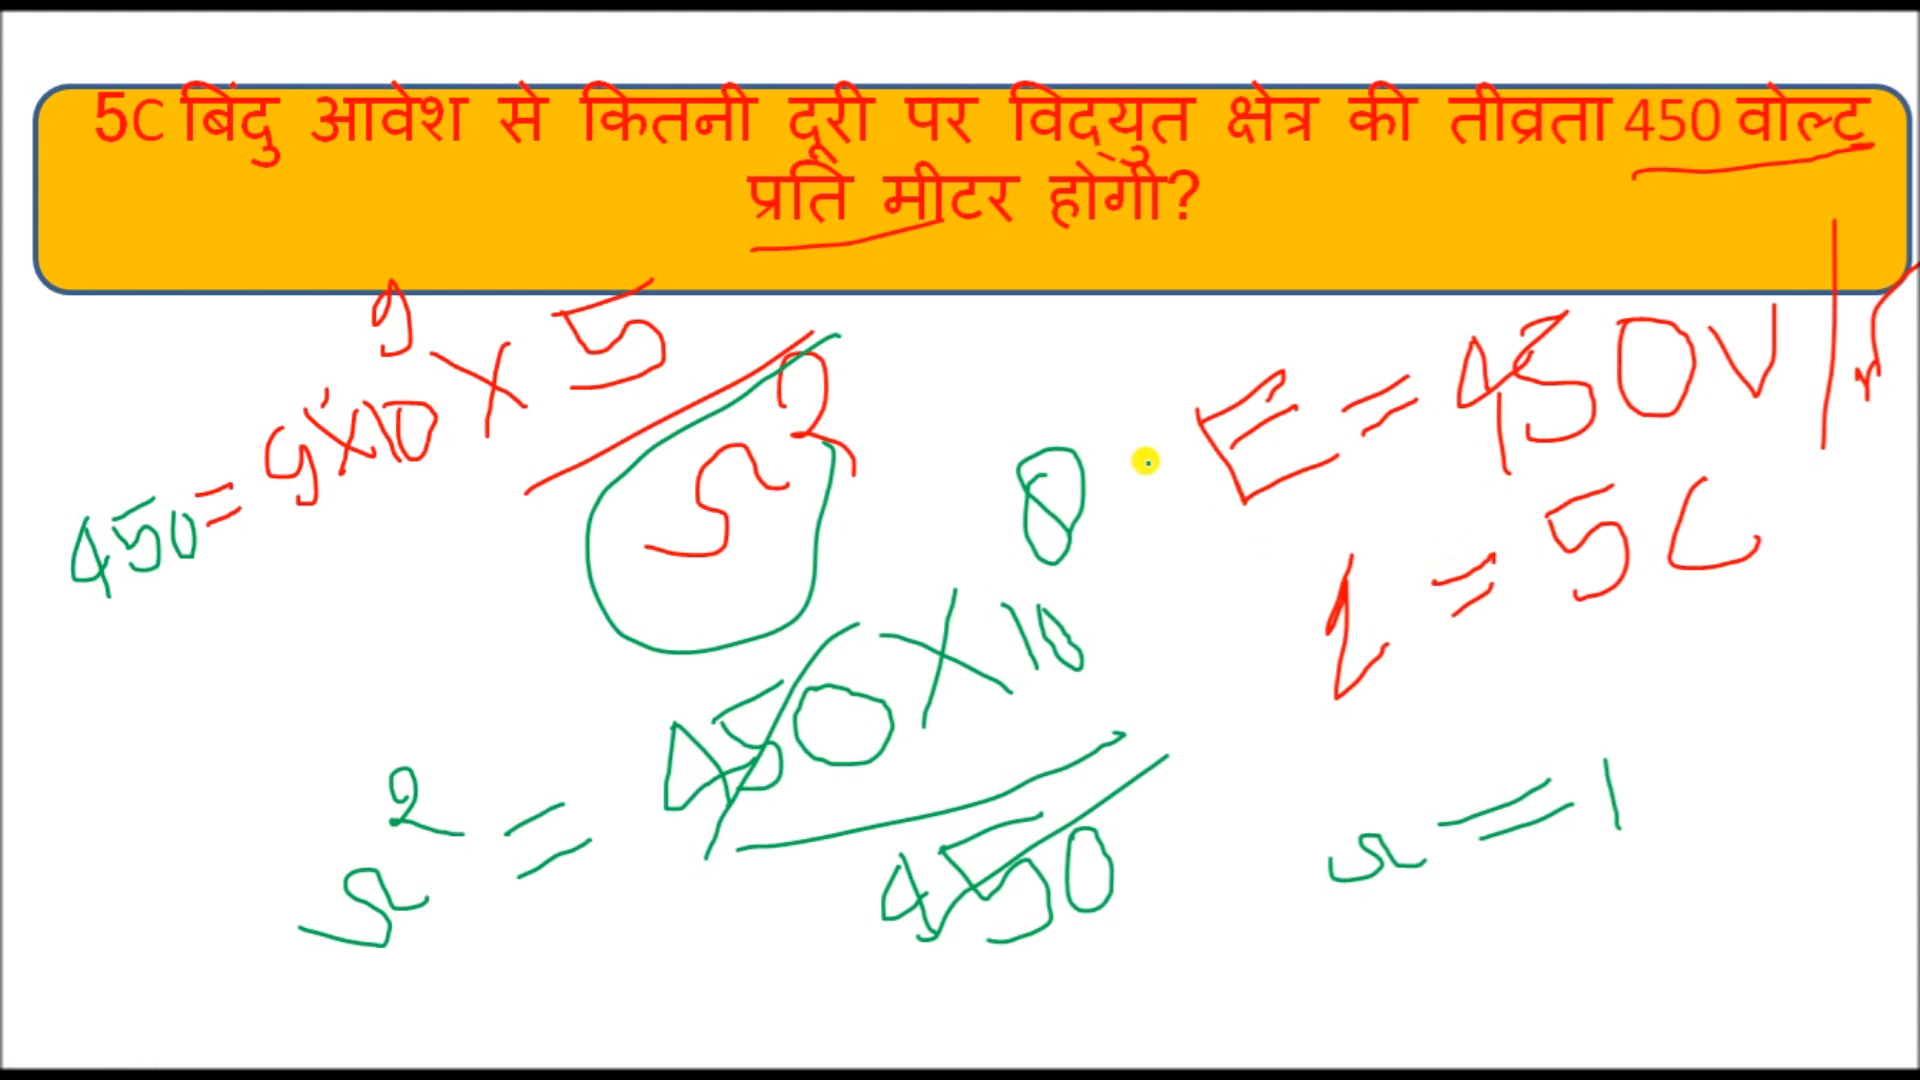 5C बिंदु आवेश से कितनी दूरी पर विद्युत क्षेत्र की तीव्रता 450 वोल्ट
प्रति मीटर होगी?
450 = 9×10⁹ × 5
r²
E = 450V/m
q = 5C
r² = 450 × 10⁸
450
r = 1